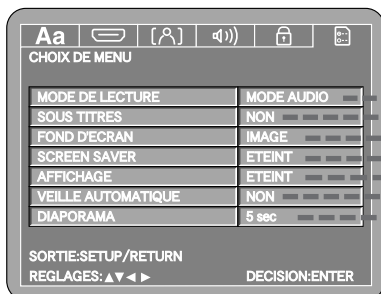 Aa
CHOIX DE MENU
MODE DE LECTURE MODE AUDIO
SOUS TITRES NON
FOND D'ECRAN IMAGE
SCREEN SAVER ETEINT
AFFICHAGE ETEINT
VEILLE AUTOMATIQUE NON
DIAPORAMA 5 sec
SORTIE:SETUP/RETURN
REGLAGES:▲▼◄► DECISION:ENTER